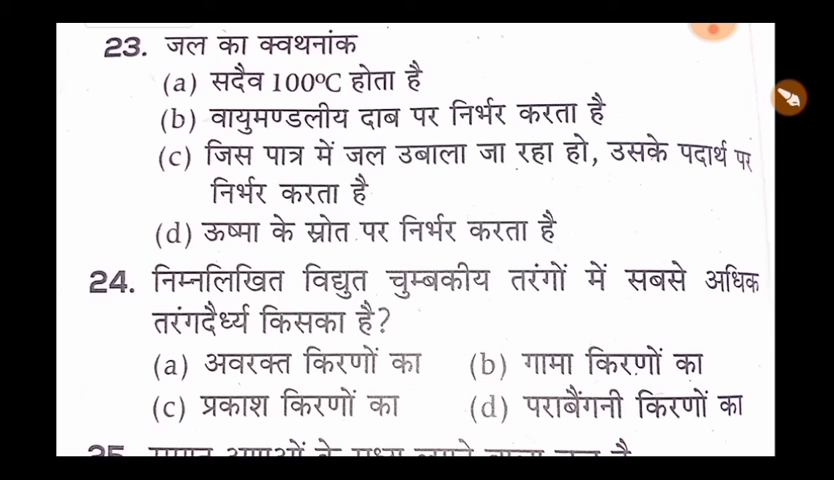 23. जल का क्वथनांक
(a) सदैव 100°C होता है
(b) वायुमण्डलीय दाब पर निर्भर करता है
(c) जिस पात्र में जल उबाला जा रहा हो, उसके पदार्थ पर
निर्भर करता है
(d) ऊष्मा के स्रोत पर निर्भर करता है
24. निम्नलिखित विद्युत चुम्बकीय तरंगों में सबसे अधिक
तरंगदैर्ध्य किसका है?
(a) अवरक्त किरणों का (b) गामा किरणों का
(c) प्रकाश किरणों का (d) पराबैंगनी किरणों का
25.